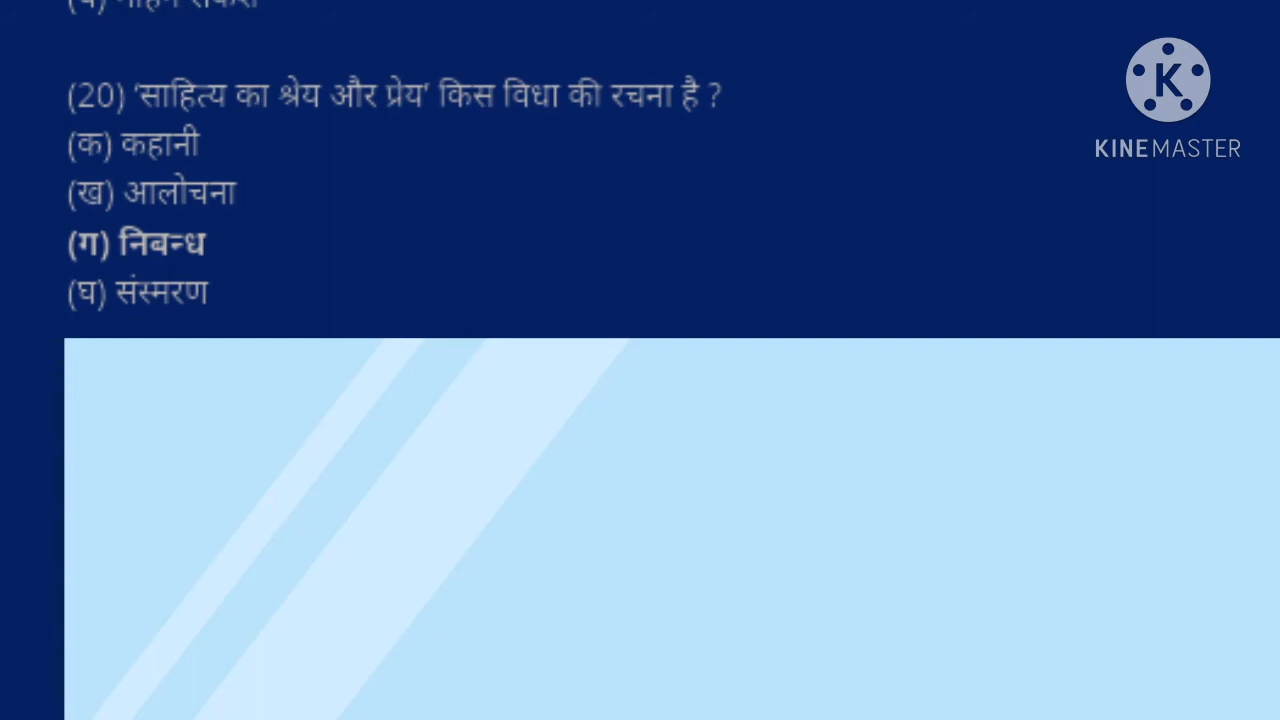 (20) ‘साहित्य का श्रेय और प्रेय’ किस विधा की रचना है ?
(क) कहानी
(ख) आलोचना
(ग) निबन्ध
(घ) संस्मरण
K
KINEMASTER